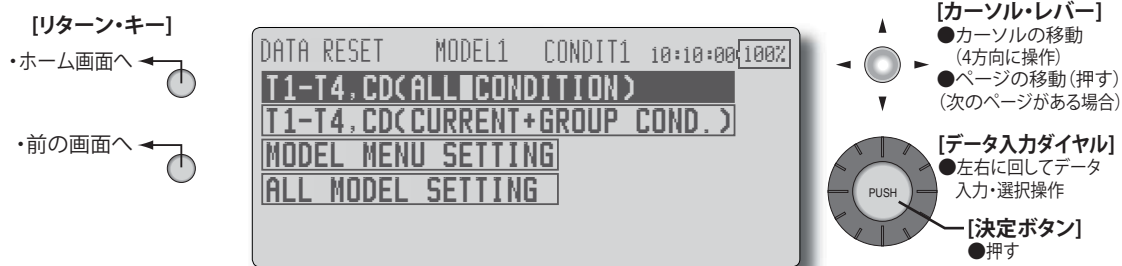 [リターン・キー]
・ホーム画面へ
・前の画面へ
DATA RESET MODEL1 CONDIT1 10:10:00 100%
T1-T4,CD(ALL CONDITION)
T1-T4,CD(CURRENT+GROUP COND.)
MODEL MENU SETTING
ALL MODEL SETTING
[カーソル・レバー]
●カーソルの移動
(4方向に操作)
●ページの移動(押す)
(次のページがある場合)
[データ入力ダイヤル]
●左右に回してデータ
入力・選択操作
PUSH
[決定ボタン]
●押す